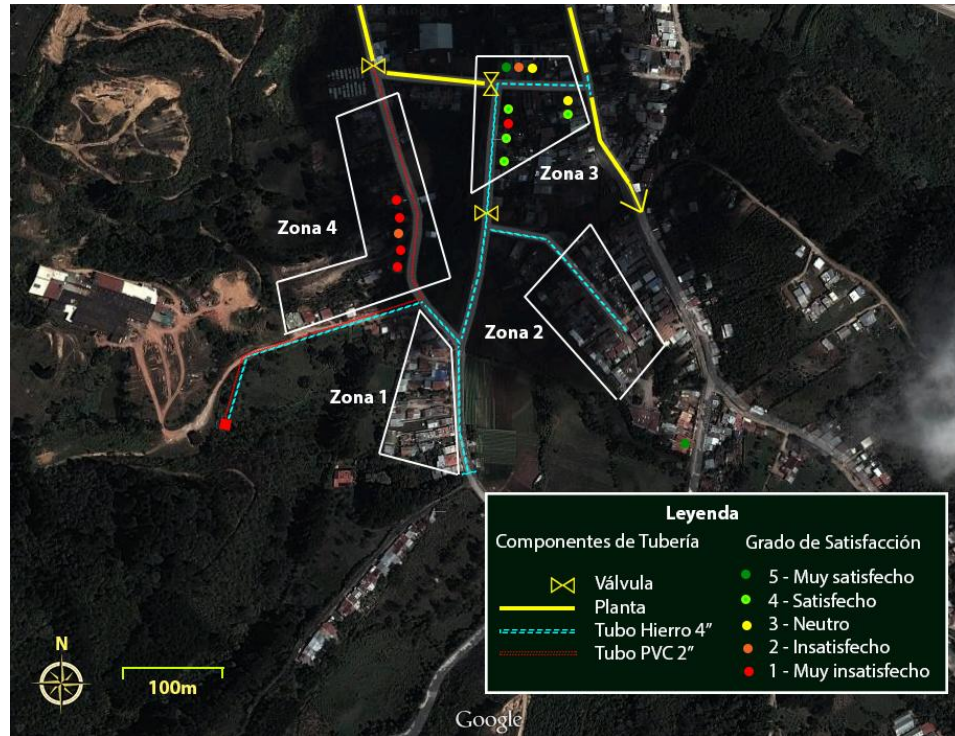 Zona 3
Zona 4
Zona 2
Zona 1
Leyenda
Componentes de Tubería
Válvula
Planta
Tubo Hierro 4”
Tubo PVC 2”
Grado de Satisfacción
5 - Muy satisfecho
4 - Satisfecho
3 - Neutro
2 - Insatisfecho
1 - Muy insatisfecho
N
100m
Google